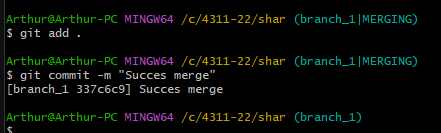 Arthur@Arthur-PC MINGW64 /c/4311-22/shar (branch_1|MERGING)
$ git add .
Arthur@Arthur-PC MINGW64 /c/4311-22/shar (branch_1|MERGING)
$ git commit -m "Succes merge"
[branch_1 337c6c9] Succes merge
Arthur@Arthur-PC MINGW64 /c/4311-22/shar (branch_1)
$